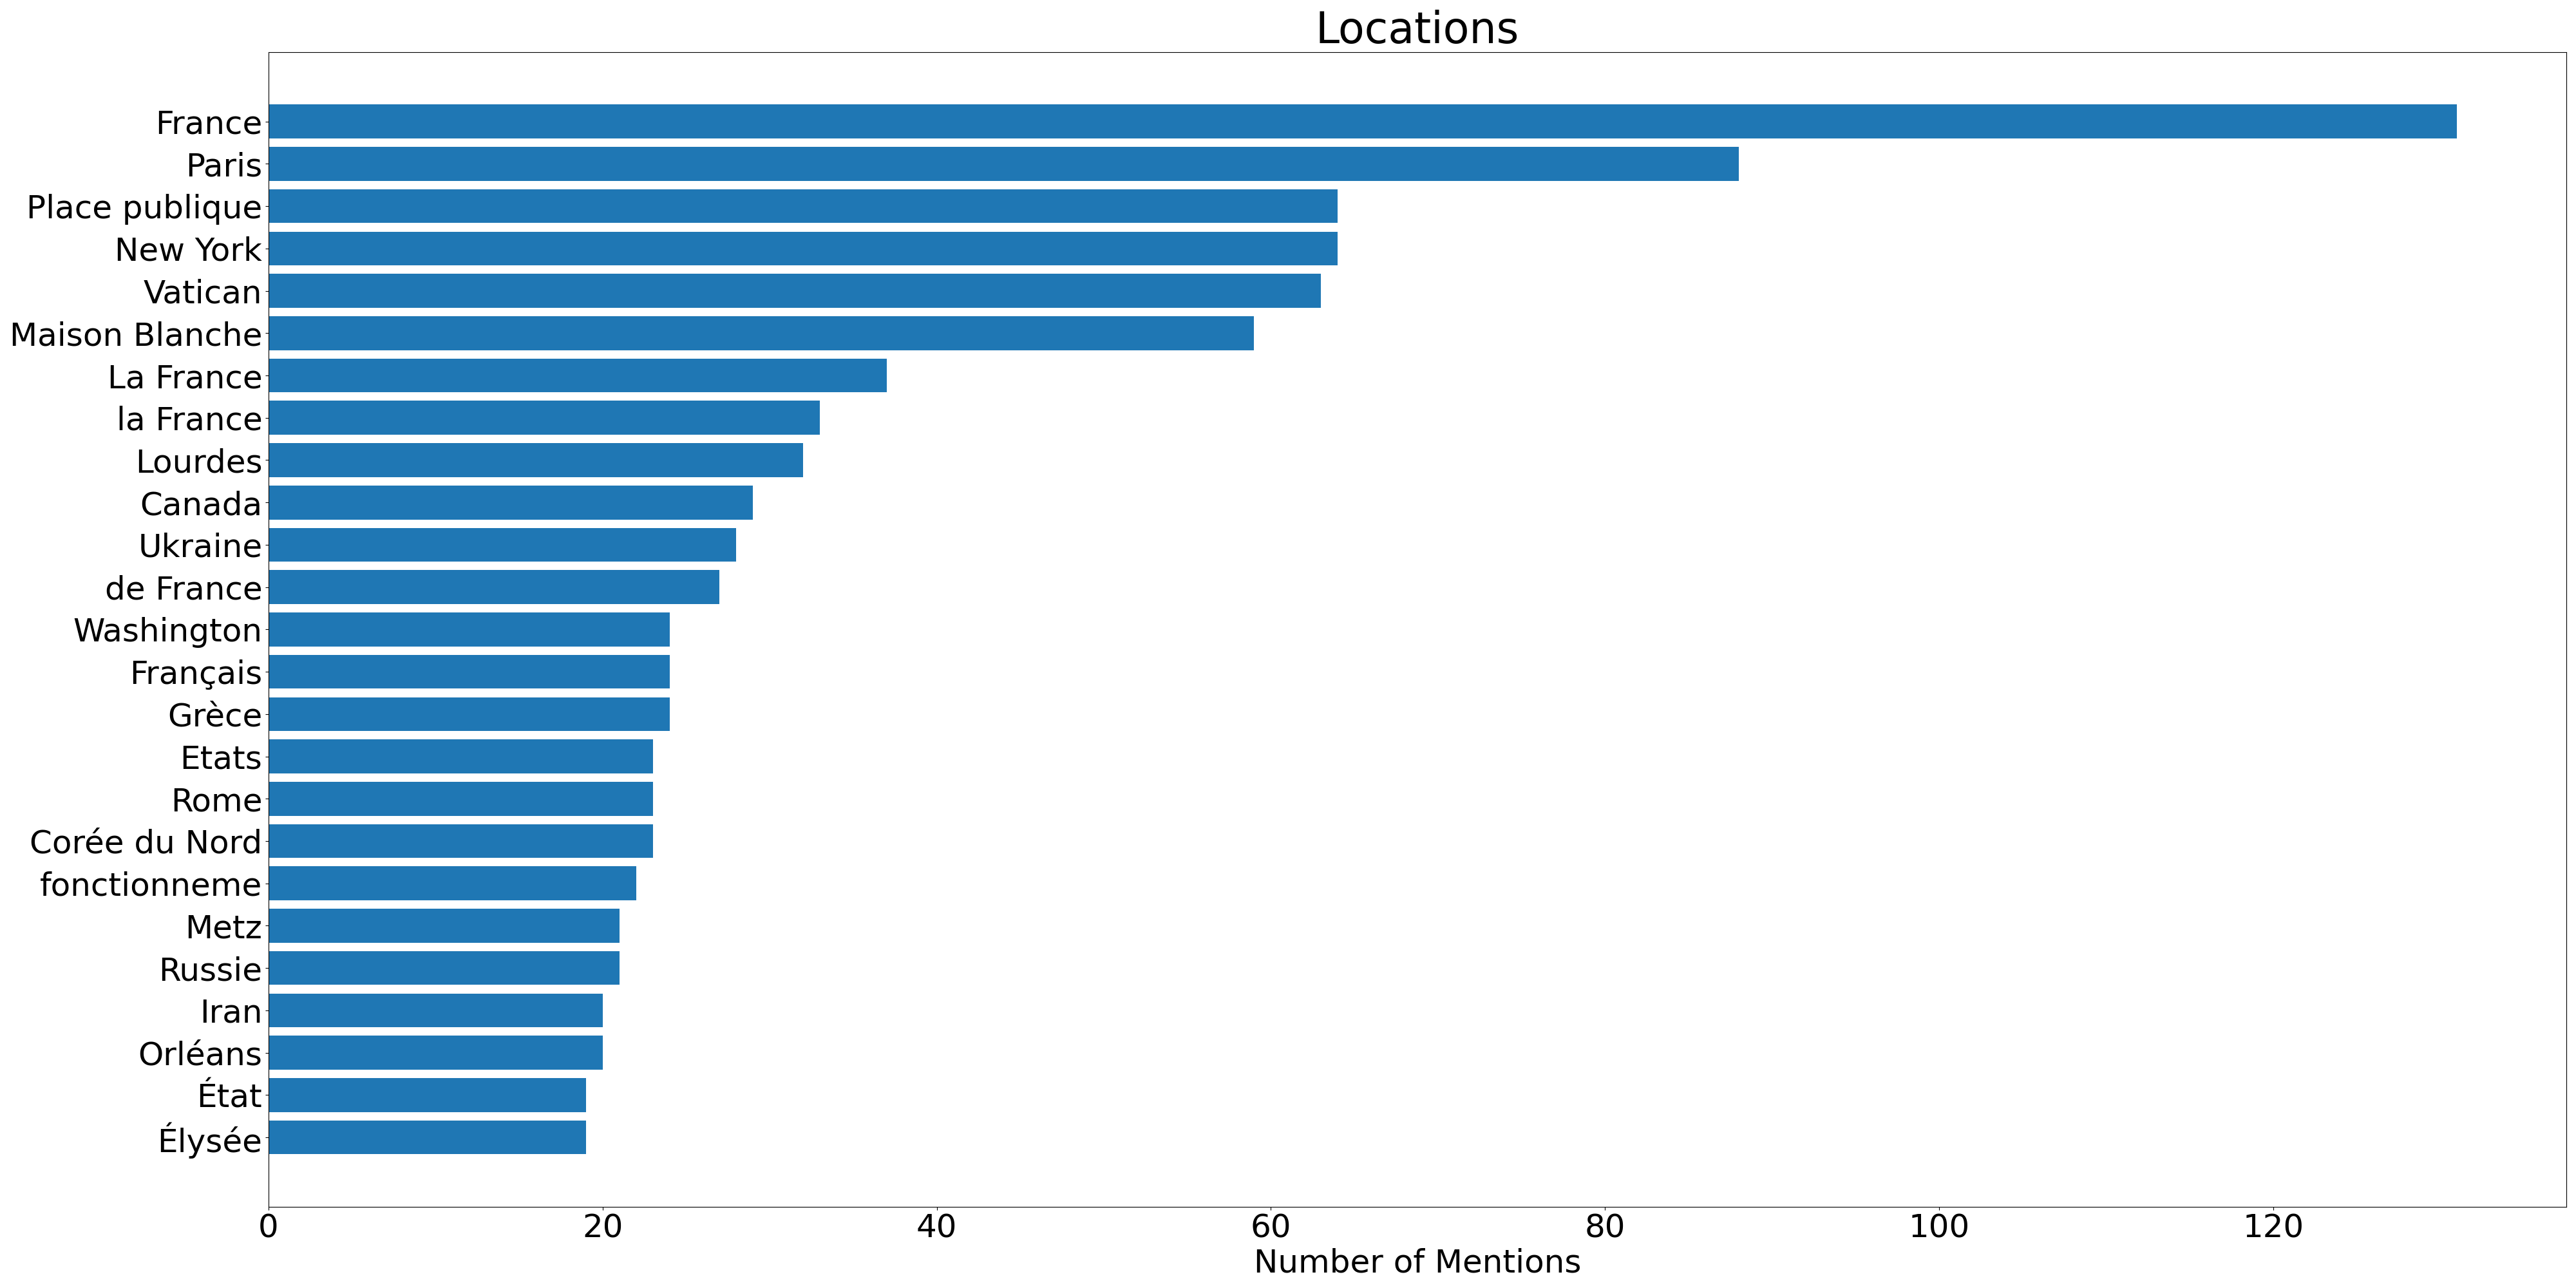 Locations
France
Paris
Place publique
New York
Vatican
Maison Blanche
La France
la France
Lourdes
Canada
Ukraine
de France
Washington
Français
Grèce
Etats
Rome
Corée du Nord
fonctionneme
Metz
Russie
Iran
Orléans
État
Élysée
0 20 40 60 80 100 120
Number of Mentions